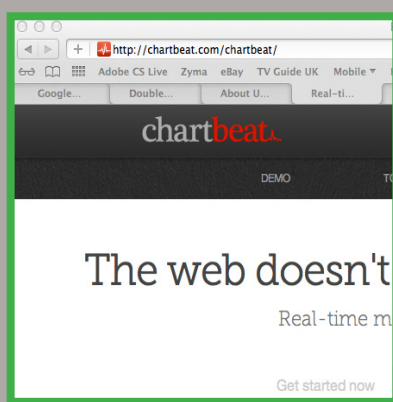 http://chartbeat.com/chartbeat/
Adobe CS Live Zyma eBay TV Guide UK Mobile
Google... Double... About U... Real-ti...
chartbeat
DEMO
The web doesn't
Real-time m
Get started now